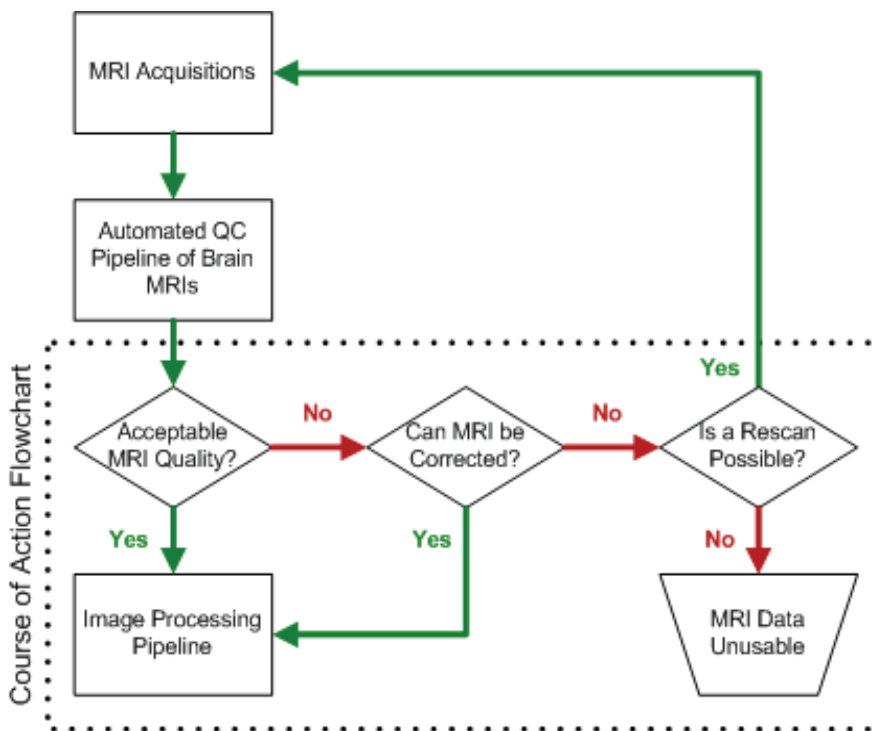 MRI Acquisitions
Automated QC
Pipeline of Brain
MRIs
Course of Action Flowchart
Yes
No
No
Acceptable
MRI Quality?
Can MRI be
Corrected?
Is a Rescan
Possible?
Yes
Yes
No
Image Processing
Pipeline
MRI Data
Unusable